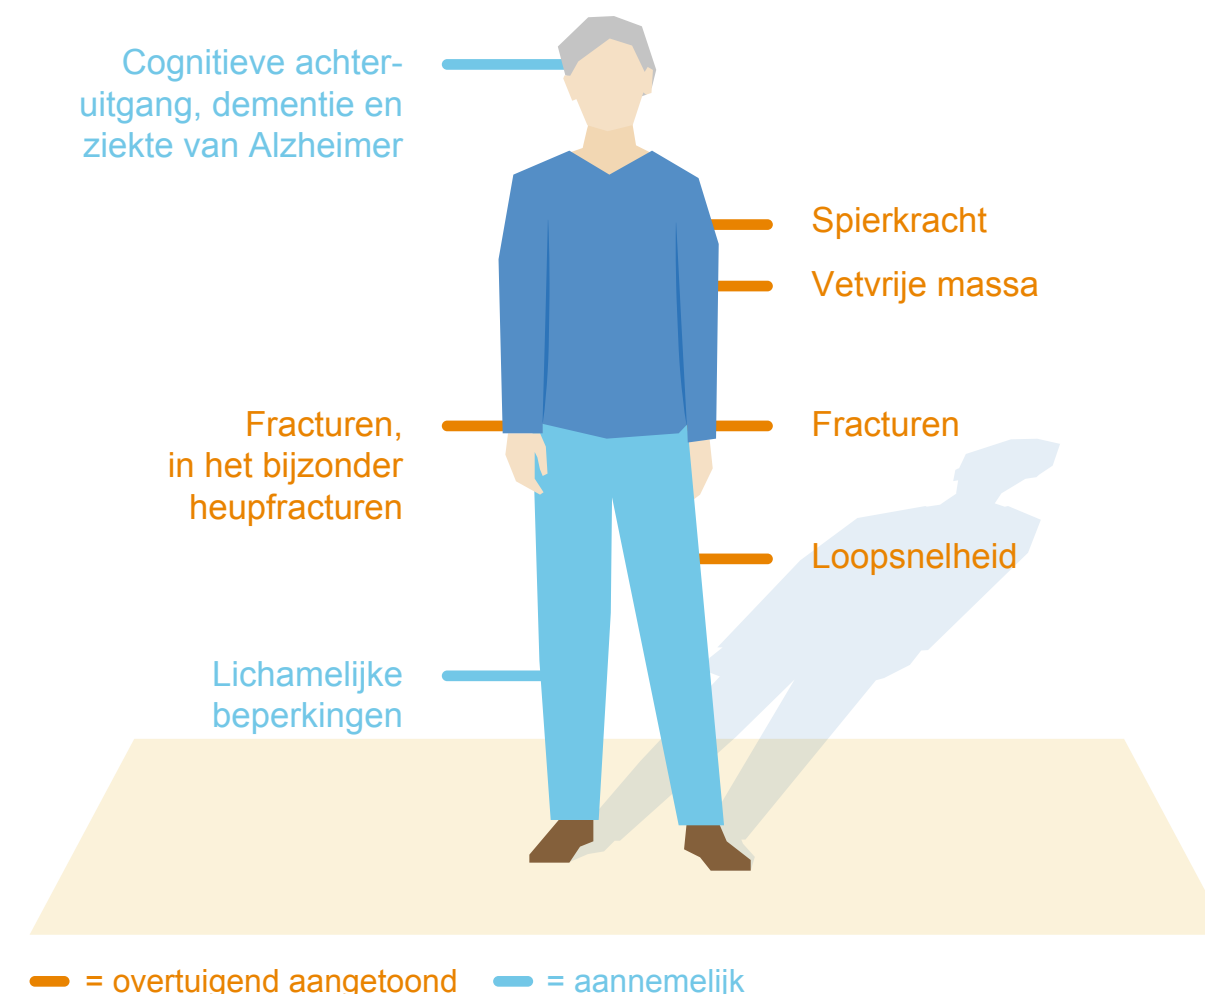 Cognitieve achter-
uitgang, dementie en
ziekte van Alzheimer
Fracturen,
in het bijzonder
heupfracturen
Lichamelijke
beperkingen
Spierkracht
Vetvrije massa
Fracturen
Loopsnelheid
= overtuigend aangetoond
= aannemelijk